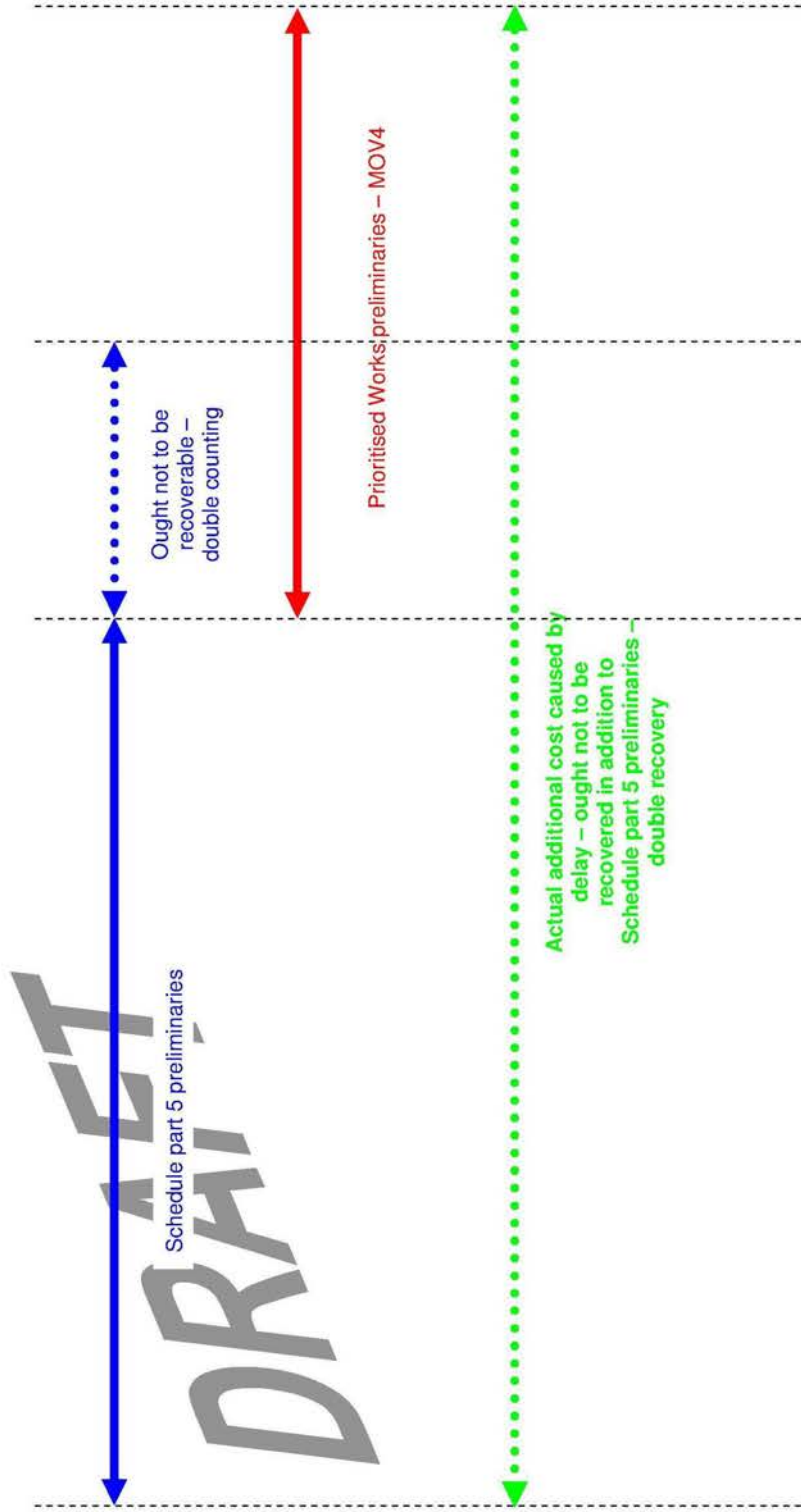 DRAFT
Schedule part 5 preliminaries
Ought not to be
recoverable –
double counting
Prioritised Works preliminaries – MOV4
Actual additional cost caused by
delay – ought not to be
recovered in addition to
Schedule part 5 preliminaries –
double recovery